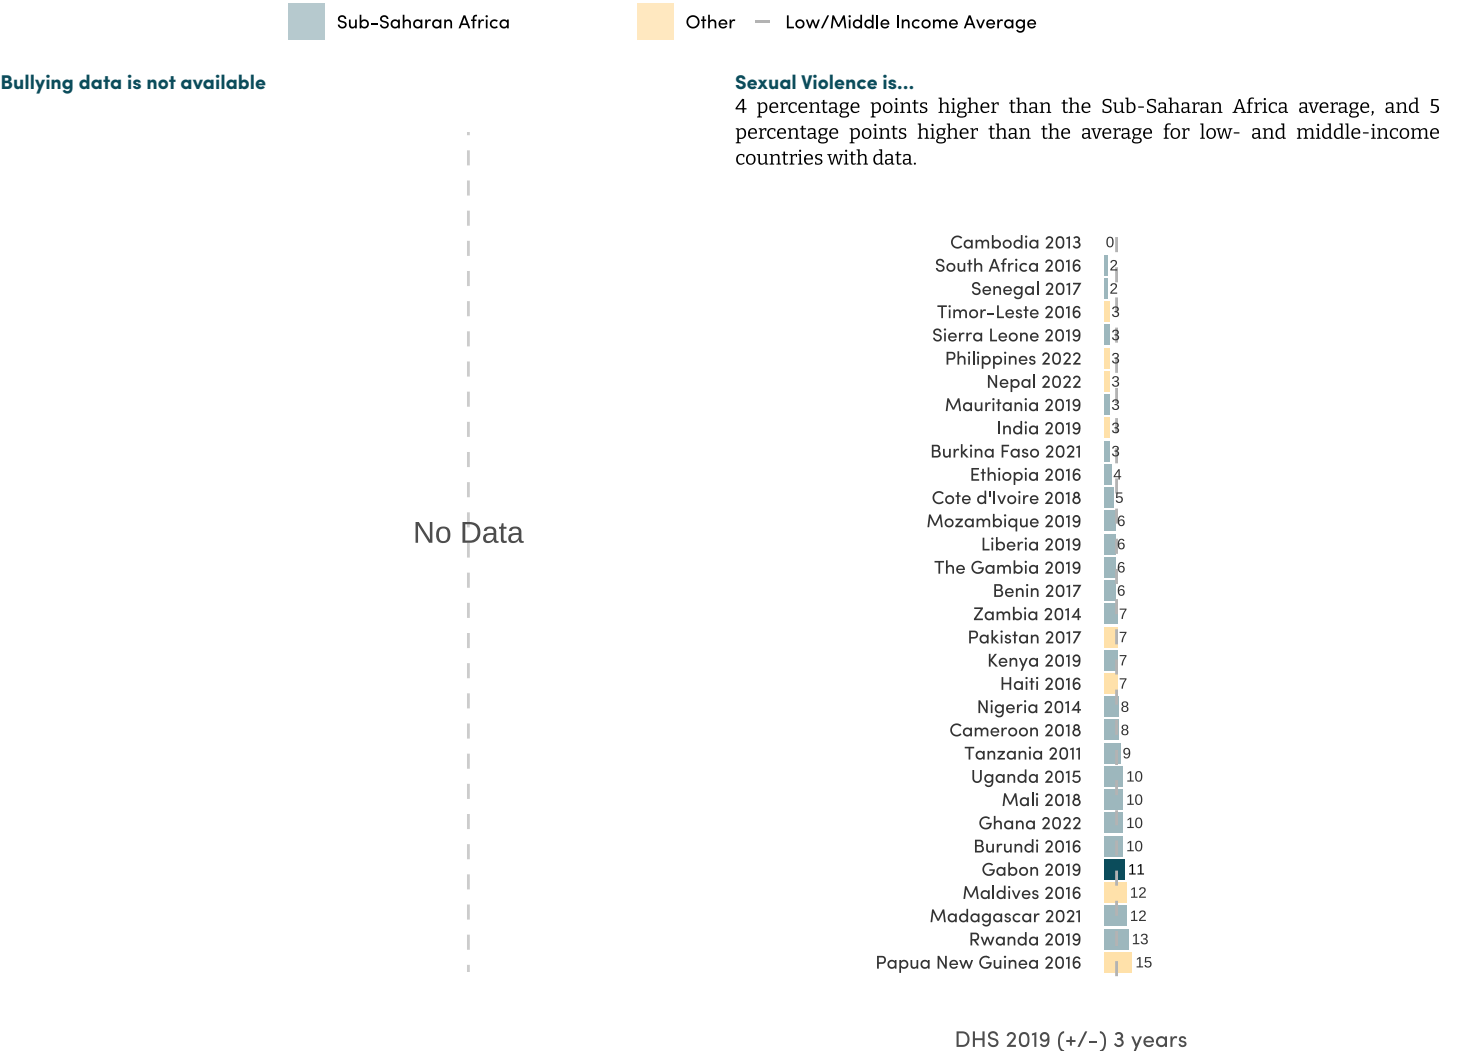 Sub-Saharan Africa
Other
Low/Middle Income Average
Bullying data is not available
No Data
Sexual Violence is...
4 percentage points higher than the Sub-Saharan Africa average, and 5
percentage points higher than the average for low- and middle-income
countries with data.
Cambodia 2013 0
South Africa 2016 2
Senegal 2017 2
Timor-Leste 2016 3
Sierra Leone 2019 3
Philippines 2022 3
Nepal 2022 3
Mauritania 2019 3
India 2019 3
Burkina Faso 2021 3
Ethiopia 2016 4
Cote d'Ivoire 2018 5
Mozambique 2019 6
Liberia 2019 6
The Gambia 2019 6
Benin 2017 6
Zambia 2014 7
Pakistan 2017 7
Kenya 2019 7
Haiti 2016 7
Nigeria 2014 8
Cameroon 2018 8
Tanzania 2011 9
Uganda 2015 10
Mali 2018 10
Ghana 2022 10
Burundi 2016 10
Gabon 2019 11
Maldives 2016 12
Madagascar 2021 12
Rwanda 2019 13
Papua New Guinea 2016 15
DHS 2019 (+/-) 3 years